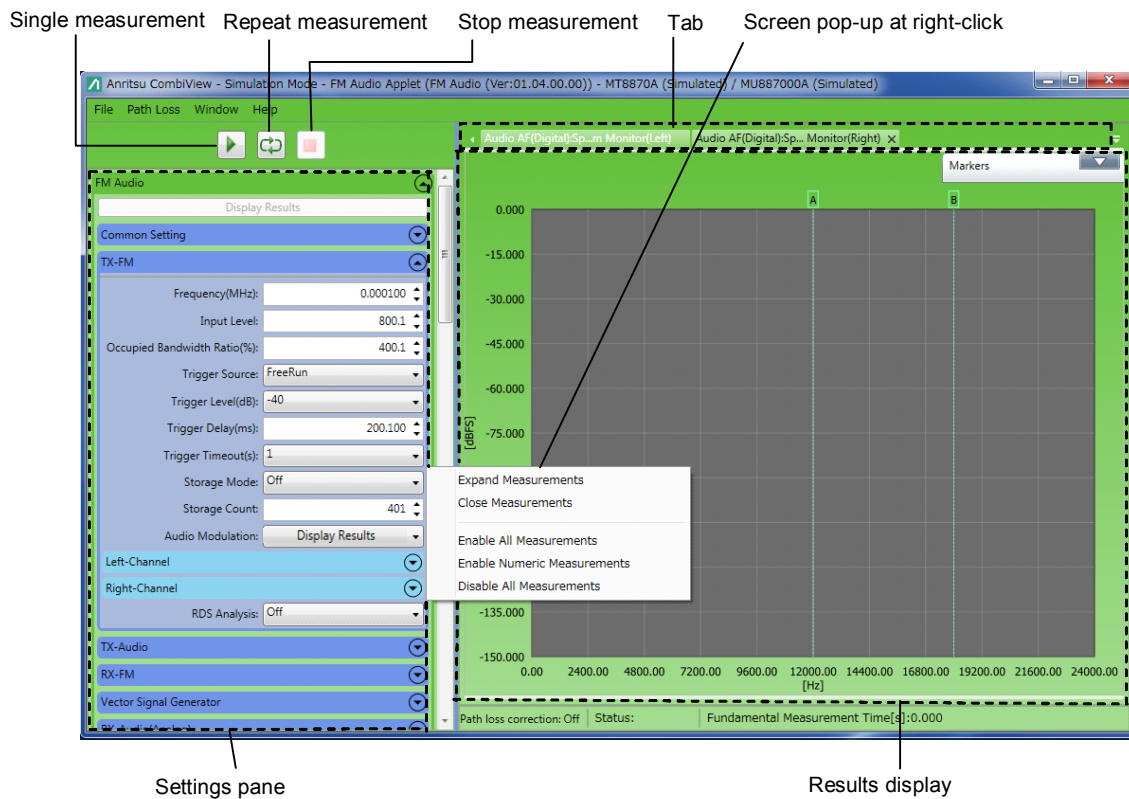 Single measurement
Repeat measurement
Stop measurement
Tab
Screen pop-up at right-click
Anritsu CombiView - Simulation Mode - FM Audio Applet (FM Audio (Ver:01.04.00.00)) - MT8870A (Simulated) / MU887000A (Simulated)
File Path Loss Window Help
Audio AF(Digital):Sp...m Monitor(Left)
Audio AF(Digital):Sp... Monitor(Right)
Markers
FM Audio
Display Results
Common Setting
TX-FM
Frequency(MHz): 0.000100
Input Level: 800.1
Occupied Bandwidth Ratio(%): 400.1
Trigger Source: FreeRun
Trigger Level(dB): -40
Trigger Delay(ms): 200.100
Trigger Timeout(s): 1
Storage Mode: Off
Storage Count: 401
Audio Modulation: Display Results
Left-Channel
Right-Channel
RDS Analysis: Off
TX-Audio
RX-FM
Vector Signal Generator
Expand Measurements
Close Measurements
Enable All Measurements
Enable Numeric Measurements
Disable All Measurements
A
B
0.000
-15.000
-30.000
-45.000
-60.000
-75.000
-135.000
-150.000
[dBFS]
0.00 2400.00 4800.00 7200.00 9600.00 12000.00 14400.00 16800.00 19200.00 21600.00 24000.00
[Hz]
Path loss correction: Off
Status:
Fundamental Measurement Time[s]:0.000
Settings pane
Results display